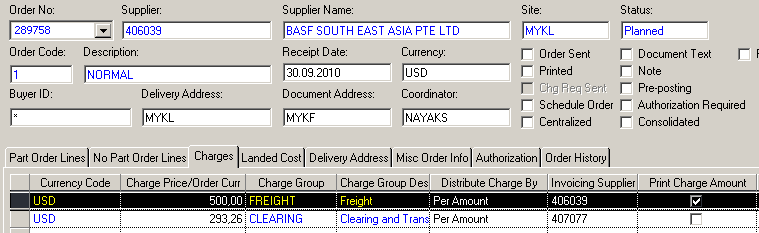 Order No: Supplier: Supplier Name: Site: Status:
289758 406039 BASF SOUTH EAST ASIA PTE LTD MYKL Planned
Order Code: Description: Receipt Date: Currency: Order Sent Document Text
1 NORMAL 30.09.2010 USD Printed Note
Chg Req Sent Pre-posting
Buyer ID: Delivery Address: Document Address: Coordinator: Schedule Order Authorization Required
* MYKL MYKF NAYAKS Centralized Consolidated
Part Order Lines No Part Order Lines Charges Landed Cost Delivery Address Misc Order Info Authorization Order History
Currency Code Charge Price/Order Curr Charge Group Charge Group Des Distribute Charge By Invoicing Supplier Print Charge Amount
USD 500,00 FREIGHT Freight Per Amount 406039
USD 293,26 CLEARING Clearing and Trans Per Amount 407077